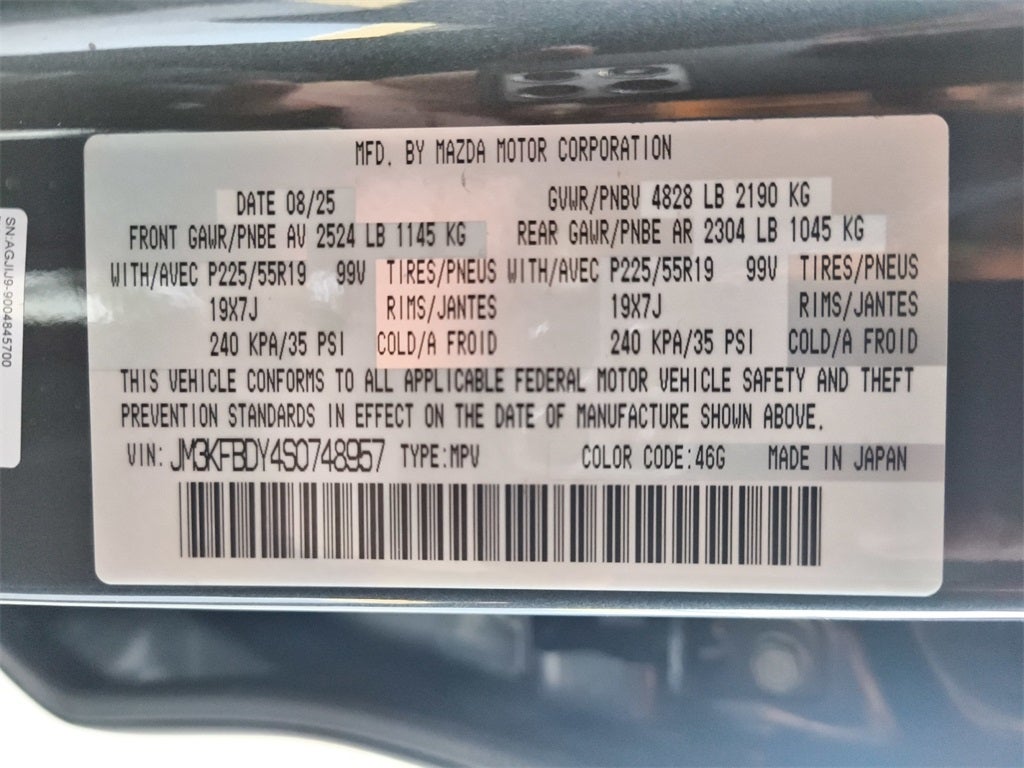 MFD. BY MAZDA MOTOR CORPORATION
DATE 08/25 GVWR/PNBV 4828 LB 2190 KG
FRONT GAWR/PNBE AV 2524 LB 1145 KG REAR GAWR/PNBE AR 2304 LB 1045 KG
WITH/AVEC P225/55R19 99V TIRES/PNEUS WITH/AVEC P225/55R19 99V TIRES/PNEUS
19X7J RIMS/JANTES 19X7J RIMS/JANTES
240 KPA/35 PSI COLD/A FROID 240 KPA/35 PSI COLD/A FROID
THIS VEHICLE CONFORMS TO ALL APPLICABLE FEDERAL MOTOR VEHICLE SAFETY AND THEFT
PREVENTION STANDARDS IN EFFECT ON THE DATE OF MANUFACTURE SHOWN ABOVE.
VIN: JM3KFBDY4S0748957 TYPE:MPV COLOR CODE:46G MADE IN JAPAN
SN:AGJIJ9-9004845700